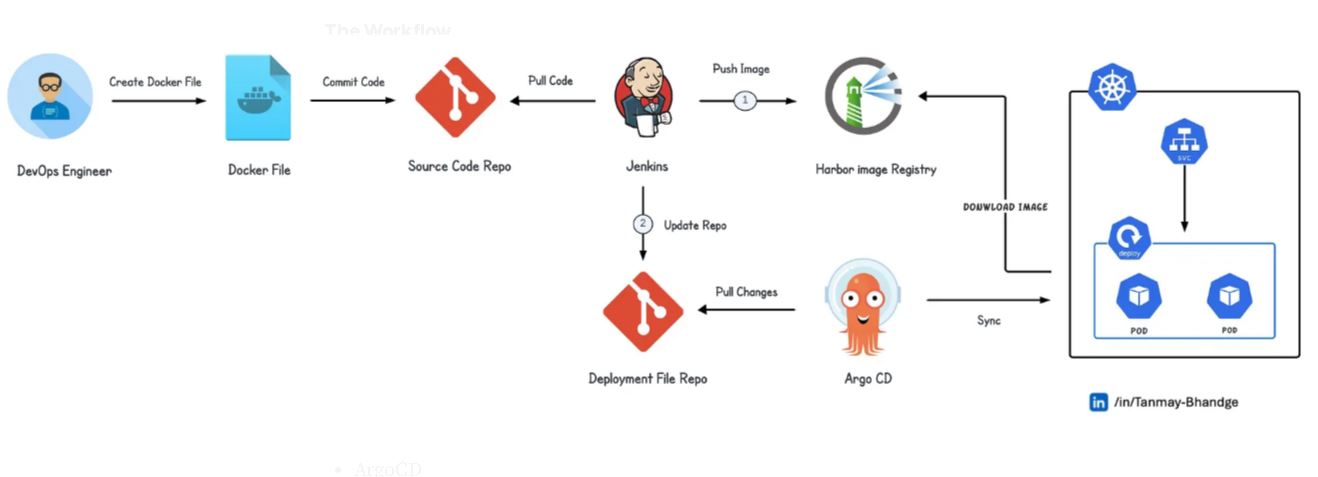 The Workflow
Create Docker File
Commit Code
Pull Code
Push Image
1
DevOps Engineer
Docker File
Source Code Repo
Jenkins
Harbor image Registry
svc
DONWLOAD IMAGE
2
Update Repo
deploy
POD
POD
Pull Changes
Sync
Deployment File Repo
Argo CD
in /in/Tanmay-Bhandge
• ArgoCD